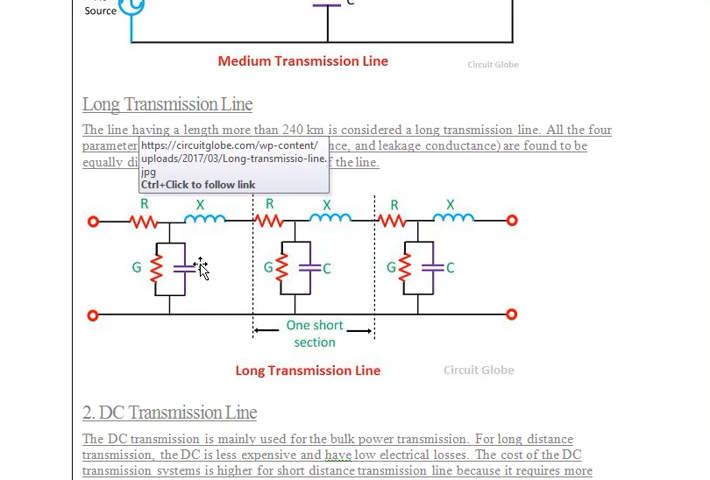 Source
C
Medium Transmission Line
Circuit Globe
Long Transmission Line
The line having a length more than 240 km is considered a long transmission line. All the four
parameter
nce, and leakage conductance) are found to be
equally di
f the line.
https://circuitglobe.com/wp-content/
uploads/2017/03/Long-transmissio-line.
jpg
Ctrl+Click to follow link
R X R X R X
G G C G C
One short
section
Long Transmission Line
Circuit Globe
2. DC Transmission Line
The DC transmission is mainly used for the bulk power transmission. For long distance
transmission, the DC is less expensive and have low electrical losses. The cost of the DC
transmission systems is higher for short distance transmission line because it requires more